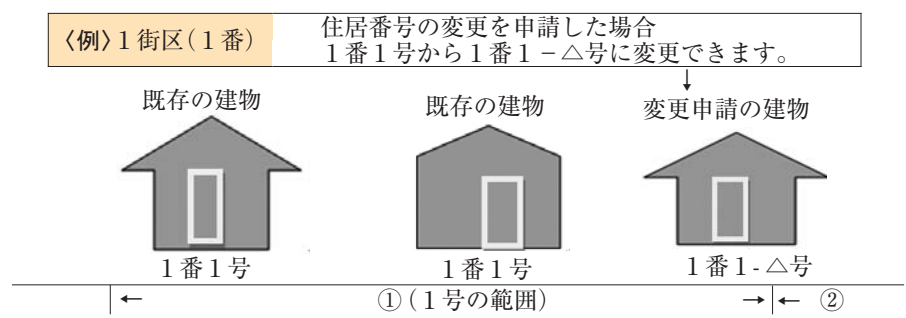 〈例〉１街区（１番）
住居番号の変更を申請した場合
１番１号から１番１−△号に変更できます。
既存の建物
既存の建物
変更申請の建物
１番１号
１番１号
１番１-△号
← ①（１号の範囲） → ← ②